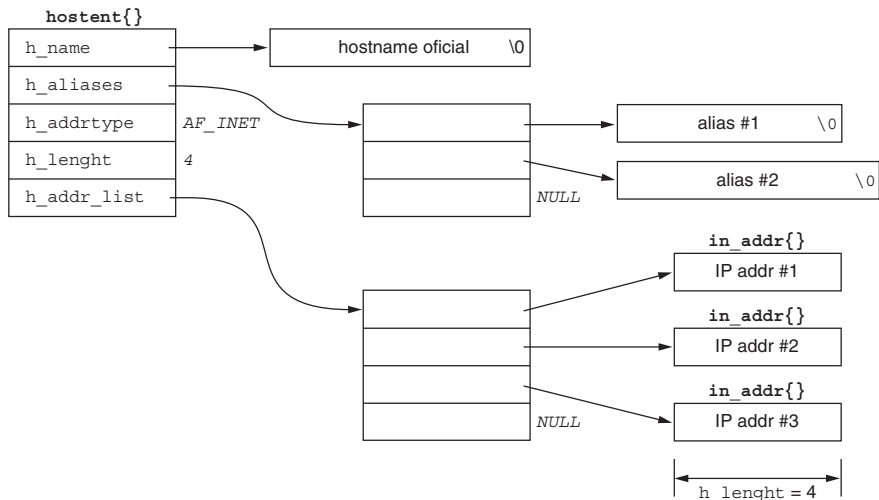 hostent{}
h_name
hostname oficial \0
h_aliases
h_addrtype AF_INET
alias #1 \0
h_lenght 4
alias #2 \0
h_addr_list
NULL
in_addr{}
IP addr #1
in_addr{}
IP addr #2
in_addr{}
IP addr #3
NULL
h_lenght = 4